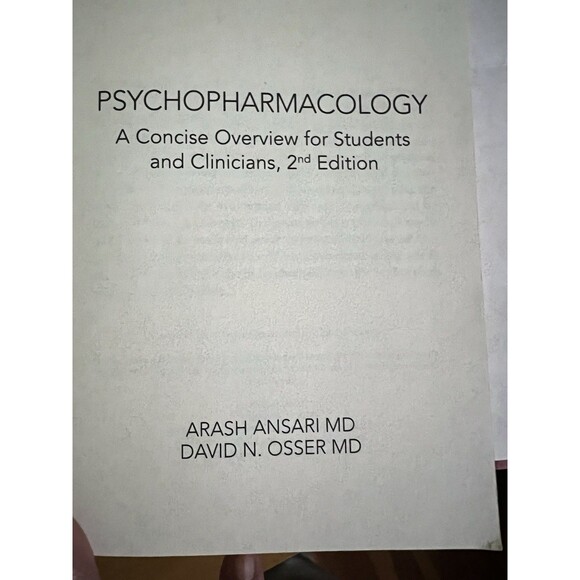 PSYCHOPHARMACOLOGY
A Concise Overview for Students
and Clinicians, 2nd Edition
ARASH ANSARI MD
DAVID N. OSSER MD